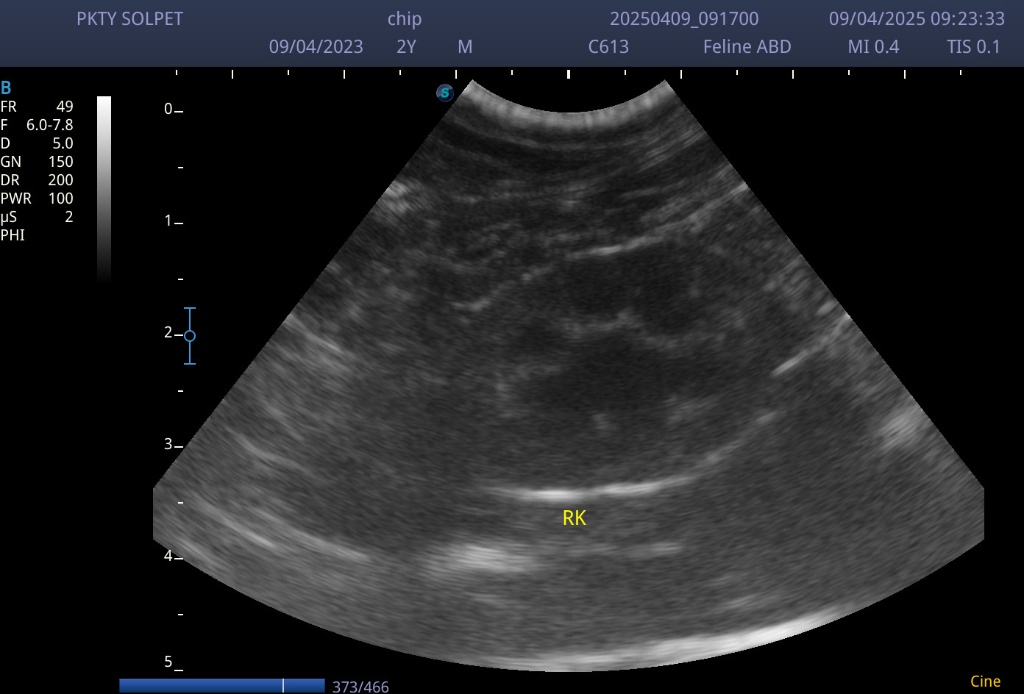 PKTY SOLPET chip 20250409_091700 09/04/2025 09:23:33
09/04/2023 2Y M C613 Feline ABD MI 0.4 TIS 0.1
S
B
FR 49
F 6.0-7.8
D 5.0
GN 150
DR 200
PWR 100
µS 2
PHI
0
1
2
3
4
5
RK
373/466
Cine